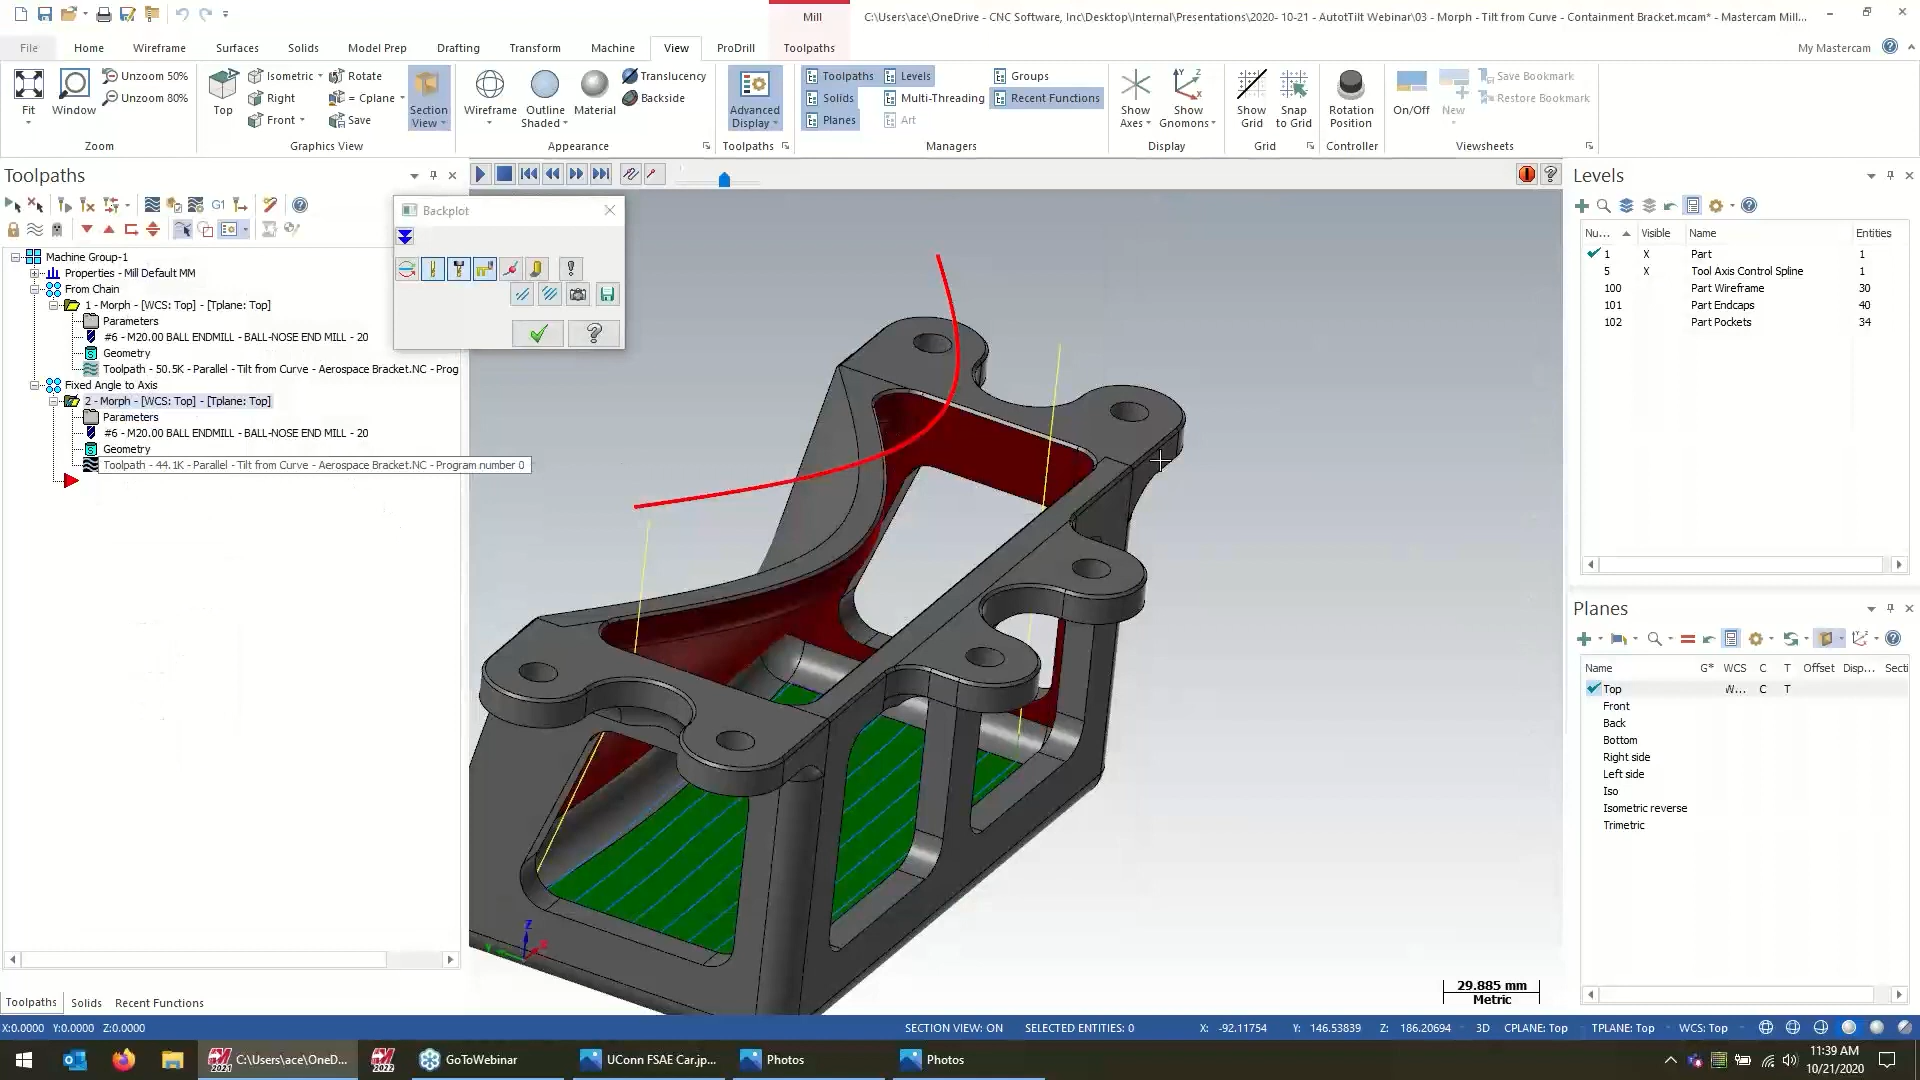 Mill
C:\Users\ace\OneDrive - CNC Software, Inc\Desktop\Internal\Presentations\2020- 10-21 - AutotTilt Webinar\03 - Morph - Tilt from Curve - Containment Bracket.mcam* - Mastercam Mill...
File Home Wireframe Surfaces Solids Model Prep Drafting Transform Machine View ProDrill Toolpaths My Mastercam
Fit Window Unzoom 50% Unzoom 80%
Zoom
Top Isometric Right Front Rotate = Cplane Save Section View
Graphics View
Wireframe Outline Shaded Material Translucency Backside
Appearance
Advanced Display
Toolpaths
Toolpaths Solids Planes Levels Multi-Threading Art Groups Recent Functions
Managers
Show Axes Show Gnomons
Display
Show Grid Snap to Grid
Grid
Rotation Position
Controller
On/Off New Save Bookmark Restore Bookmark
Viewsheets
Toolpaths
G1
Machine Group-1
Properties - Mill Default MM
From Chain
1 - Morph - [WCS: Top] - [Tplane: Top]
Parameters
#6 - M20.00 BALL ENDMILL - BALL-NOSE END MILL - 20
Geometry
Toolpath - 50.5K - Parallel - Tilt from Curve - Aerospace Bracket.NC - Prog
Fixed Angle to Axis
2 - Morph - [WCS: Top] - [Tplane: Top]
Parameters
#6 - M20.00 BALL ENDMILL - BALL-NOSE END MILL - 20
Geometry
Toolpath - 44.1K - Parallel - Tilt from Curve - Aerospace Bracket.NC - Program number 0
Toolpaths Solids Recent Functions
Backplot
Z
29.885 mm
Metric
Levels
Nu... Visible Name Entities
1 X Part 1
5 X Tool Axis Control Spline 1
100 Part Wireframe 30
101 Part Endcaps 40
102 Part Pockets 34
Planes
Name G* WCS C T Offset Disp... Secti
Top W... C T
Front
Back
Bottom
Right side
Left side
Iso
Isometric reverse
Trimetric
X:0.0000 Y:0.0000 Z:0.0000 SECTION VIEW: ON SELECTED ENTITIES: 0 X: -92.11754 Y: 146.53839 Z: 186.20694 3D CPLANE: Top TPLANE: Top WCS: Top
2021 C:\Users\ace\OneD... 2022 GoToWebinar UConn FSAE Car.jp... Photos Photos
11:39 AM
10/21/2020